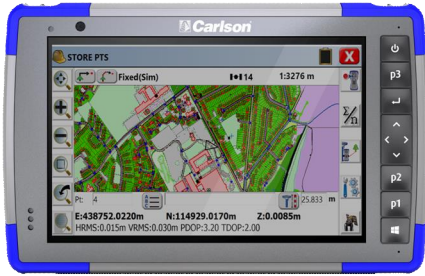 Carlson
STORE PTS
Fixed(Sim) 14 1:3276 m
p3
Σ/n
Pt: 4 25.833 m
E:438752.0220m N:114929.0170m Z:0.0085m
HRMS:0.015m VRMS:0.030m PDOP:3.20 TDOP:2.00
p2
p1